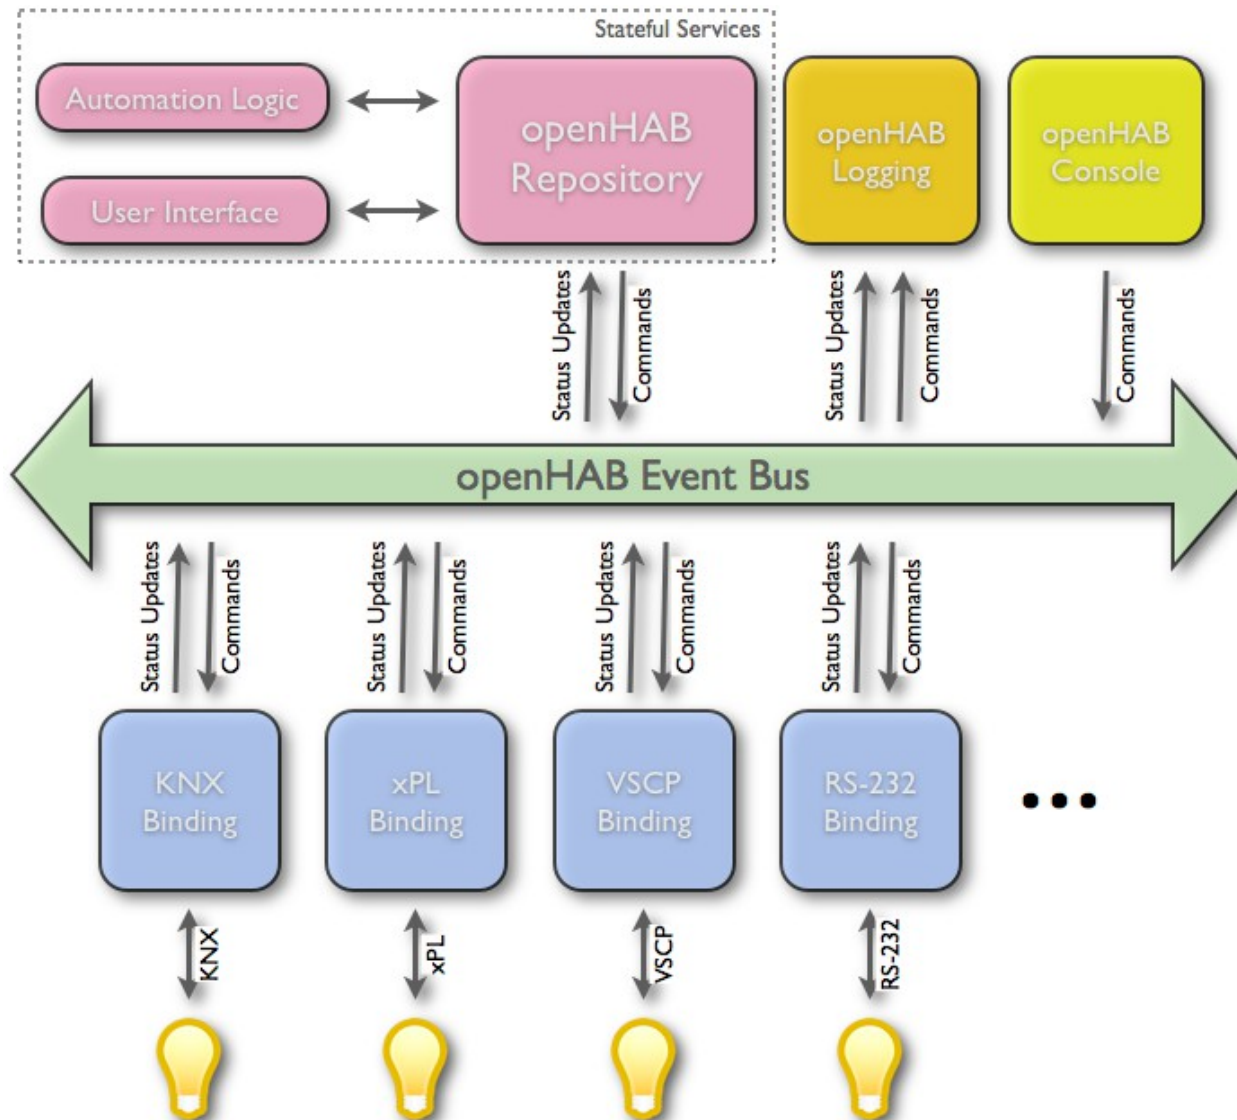 Stateful Services
Automation Logic
User Interface
openHAB
Repository
openHAB
Logging
openHAB
Console
Status Updates
Commands
Status Updates
Commands
Commands
openHAB Event Bus
Status Updates
Commands
Status Updates
Commands
Status Updates
Commands
Status Updates
Commands
KNX
Binding
xPL
Binding
VSCP
Binding
RS-232
Binding
...
KNX
xPL
VSCP
RS-232